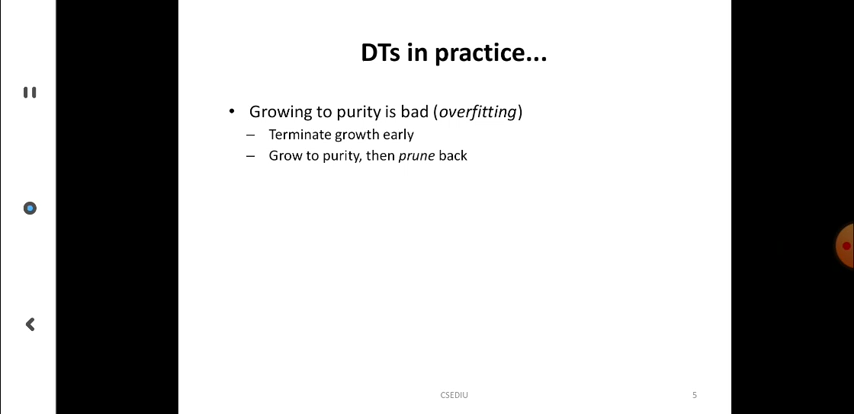 DTs in practice...
• Growing to purity is bad (overfitting)
– Terminate growth early
– Grow to purity, then prune back
CSEDIU
5